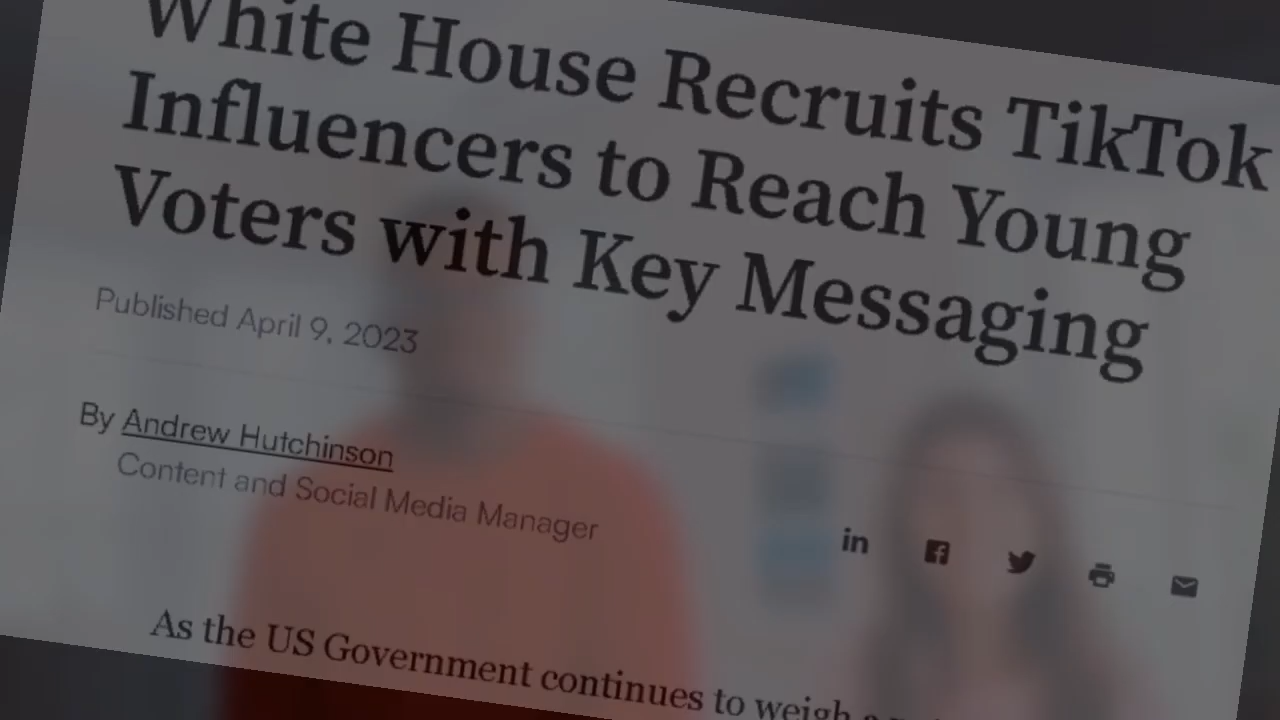 White House Recruits TikTok
Influencers to Reach Young
Voters with Key Messaging
Published April 9, 2023
By Andrew Hutchinson
Content and Social Media Manager
in
As the US Government continues to weigh a